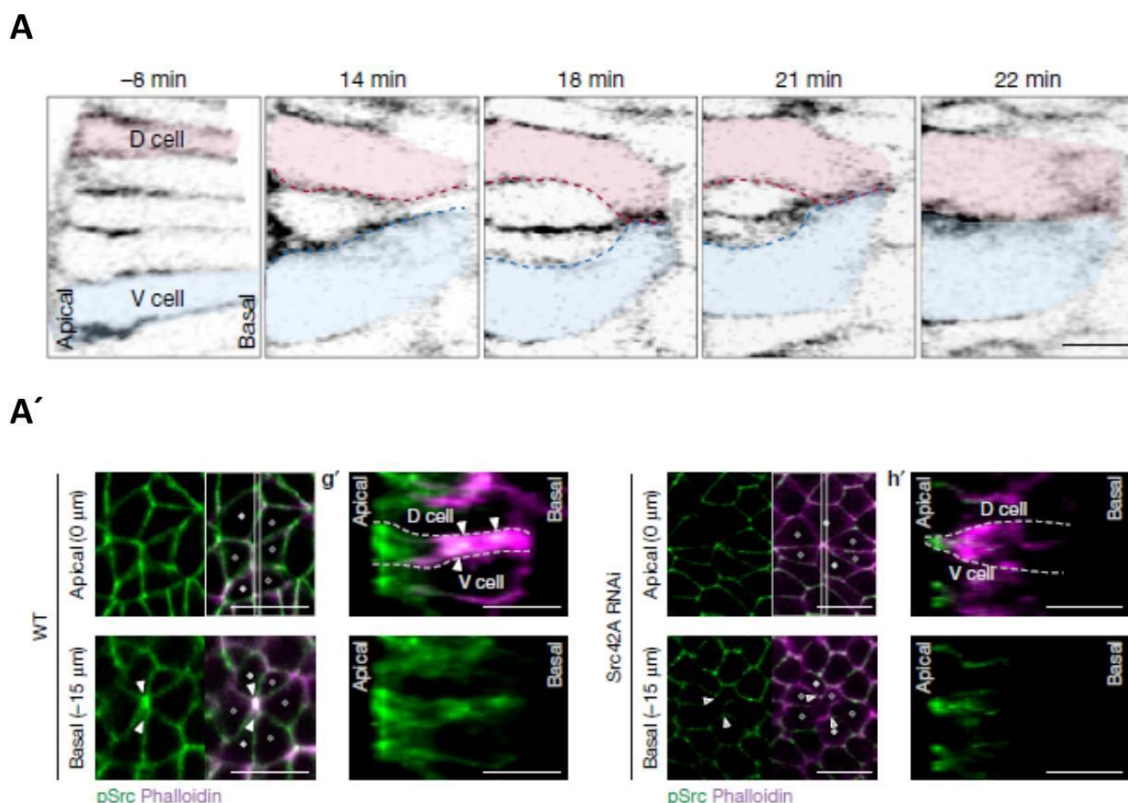 A
–8 min 14 min 18 min 21 min 22 min
D cell
V cell
Apical
Basal
A´
WT
Apical (0 µm)
g′
Apical
Basal
D cell
V cell
Basal (–15 µm)
Apical
Basal
pSrc Phalloidin
Src42A RNAi
Apical (0 µm)
h′
Apical
Basal
D cell
V cell
Basal (–15 µm)
Apical
Basal
pSrc Phalloidin